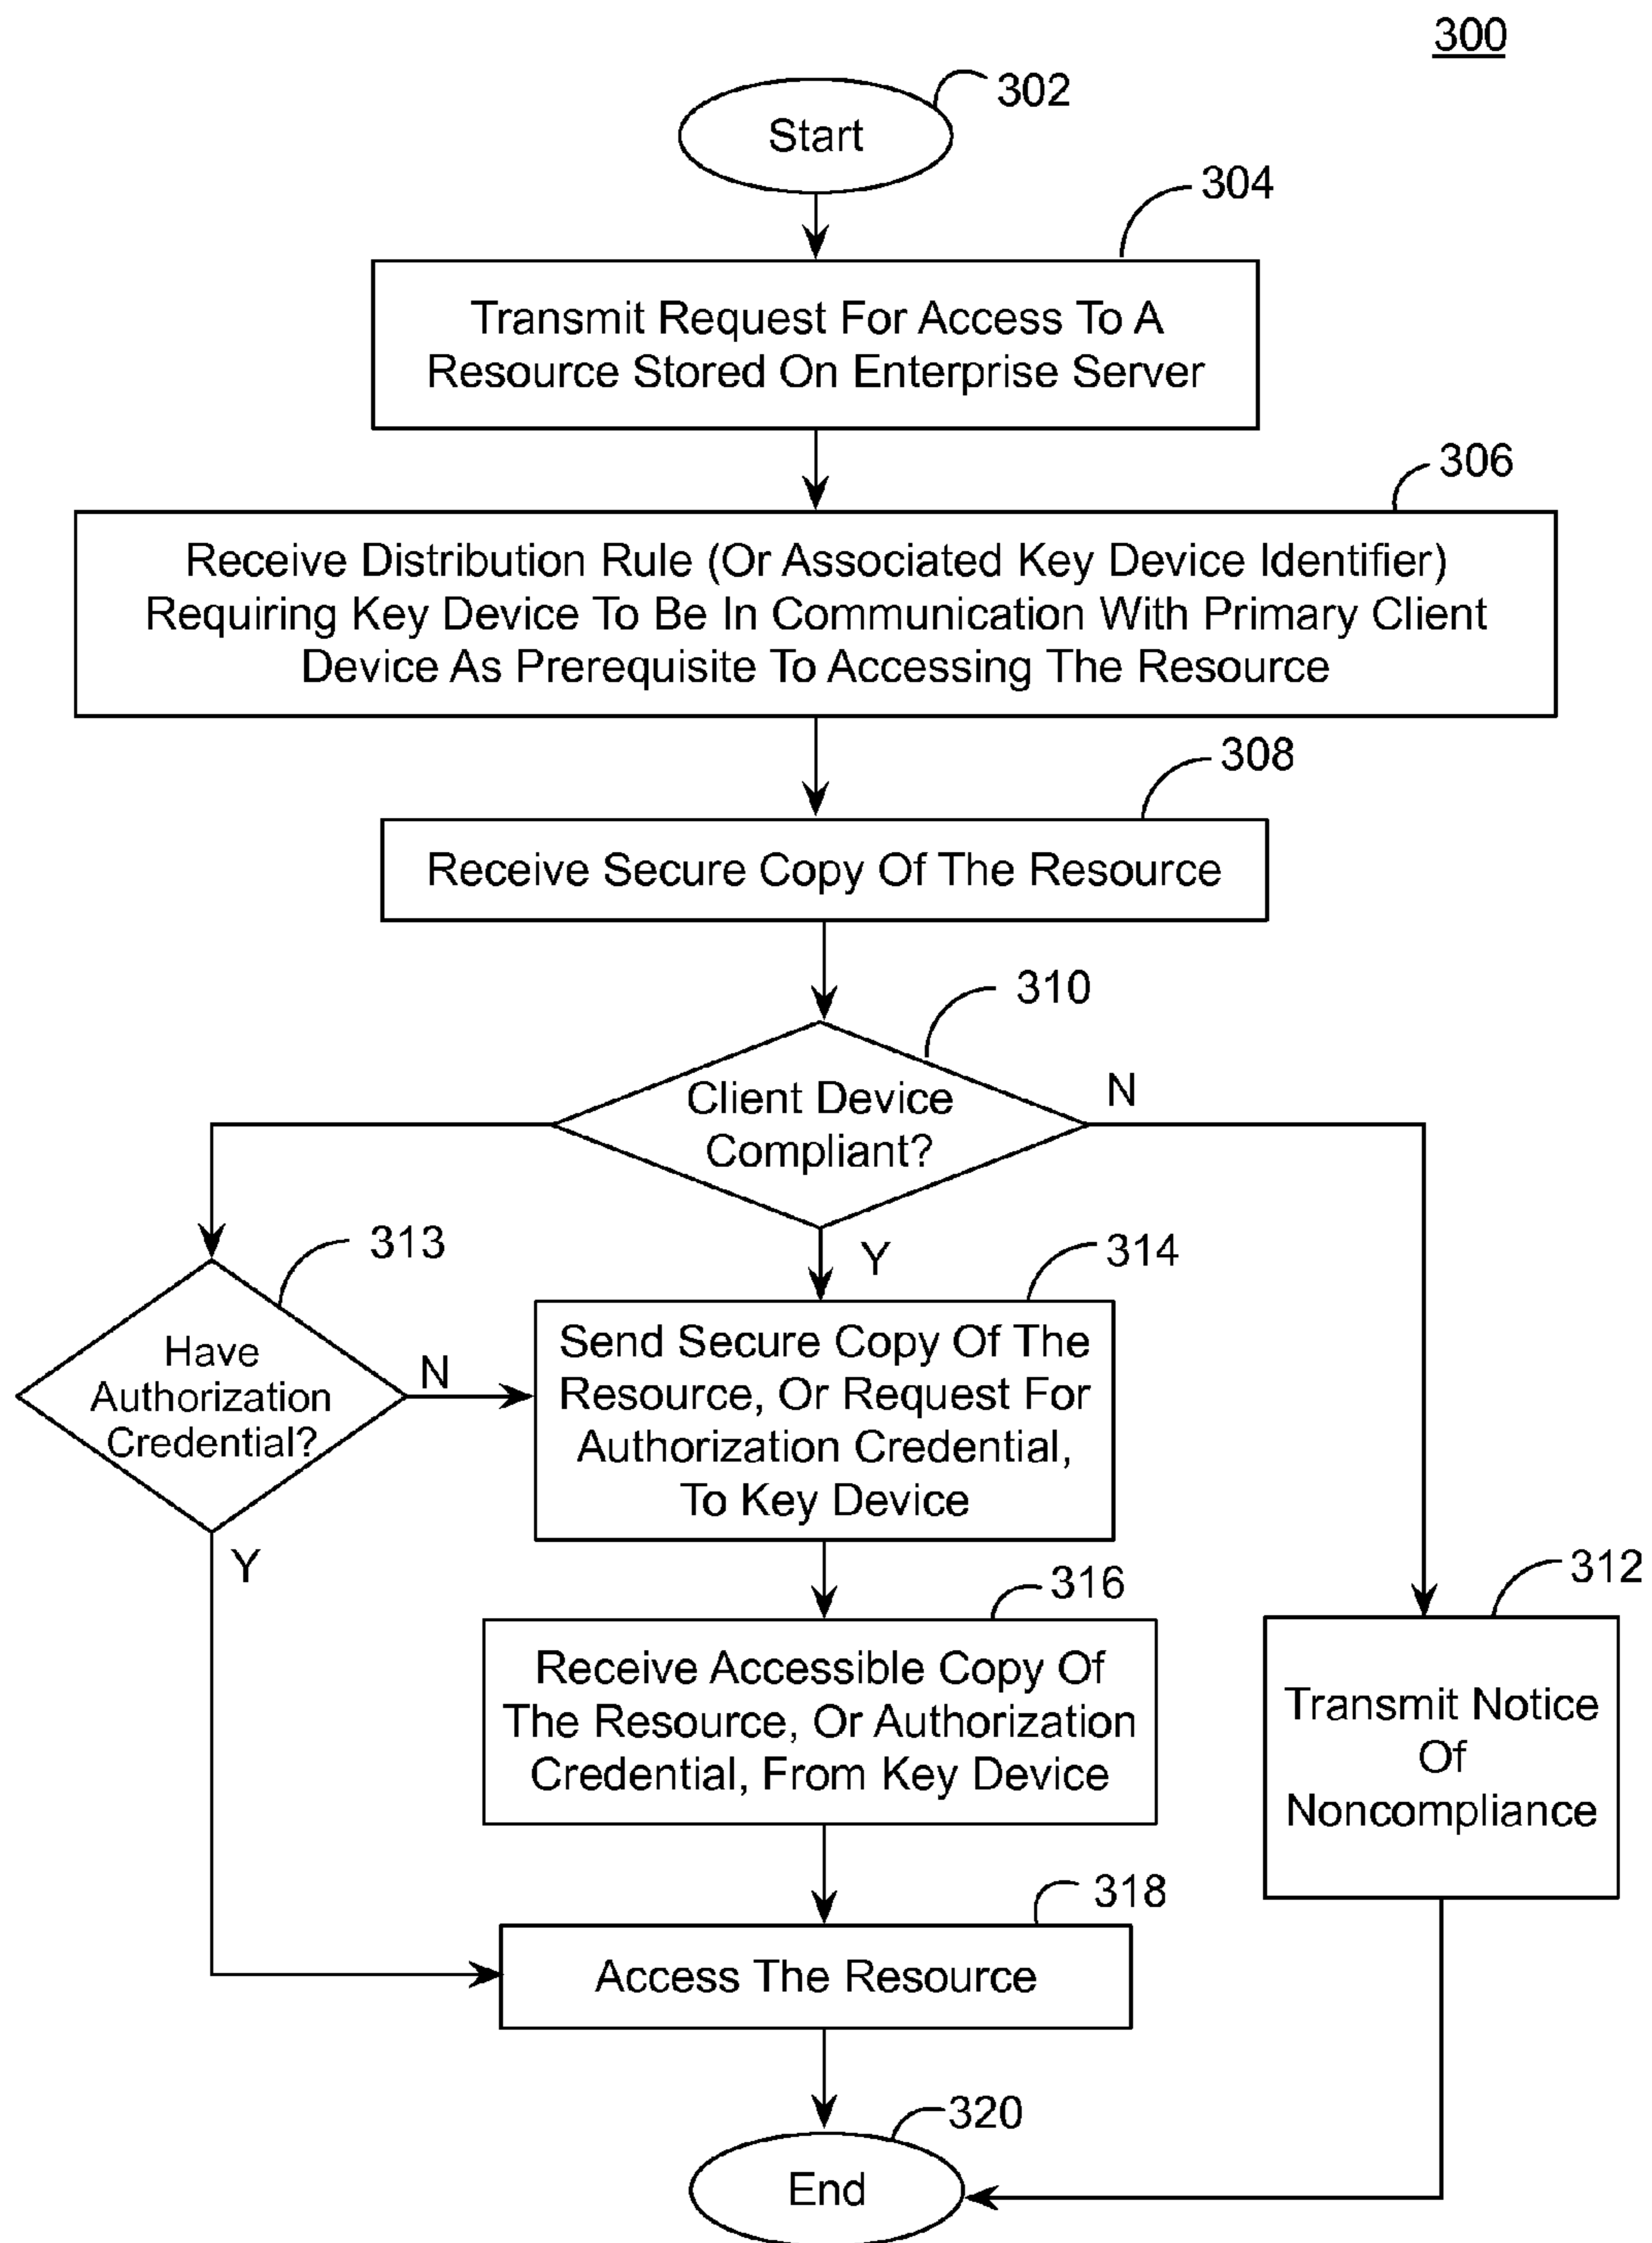 300
302
Start
304
Transmit Request For Access To A
Resource Stored On Enterprise Server
306
Receive Distribution Rule (Or Associated Key Device Identifier)
Requiring Key Device To Be In Communication With Primary Client
Device As Prerequisite To Accessing The Resource
308
Receive Secure Copy Of The Resource
310
Client Device
Compliant?
N
Y
313
Have
Authorization
Credential?
N
Y
314
Send Secure Copy Of The
Resource, Or Request For
Authorization Credential,
To Key Device
316
Receive Accessible Copy Of
The Resource, Or Authorization
Credential, From Key Device
312
Transmit Notice
Of
Noncompliance
318
Access The Resource
320
End